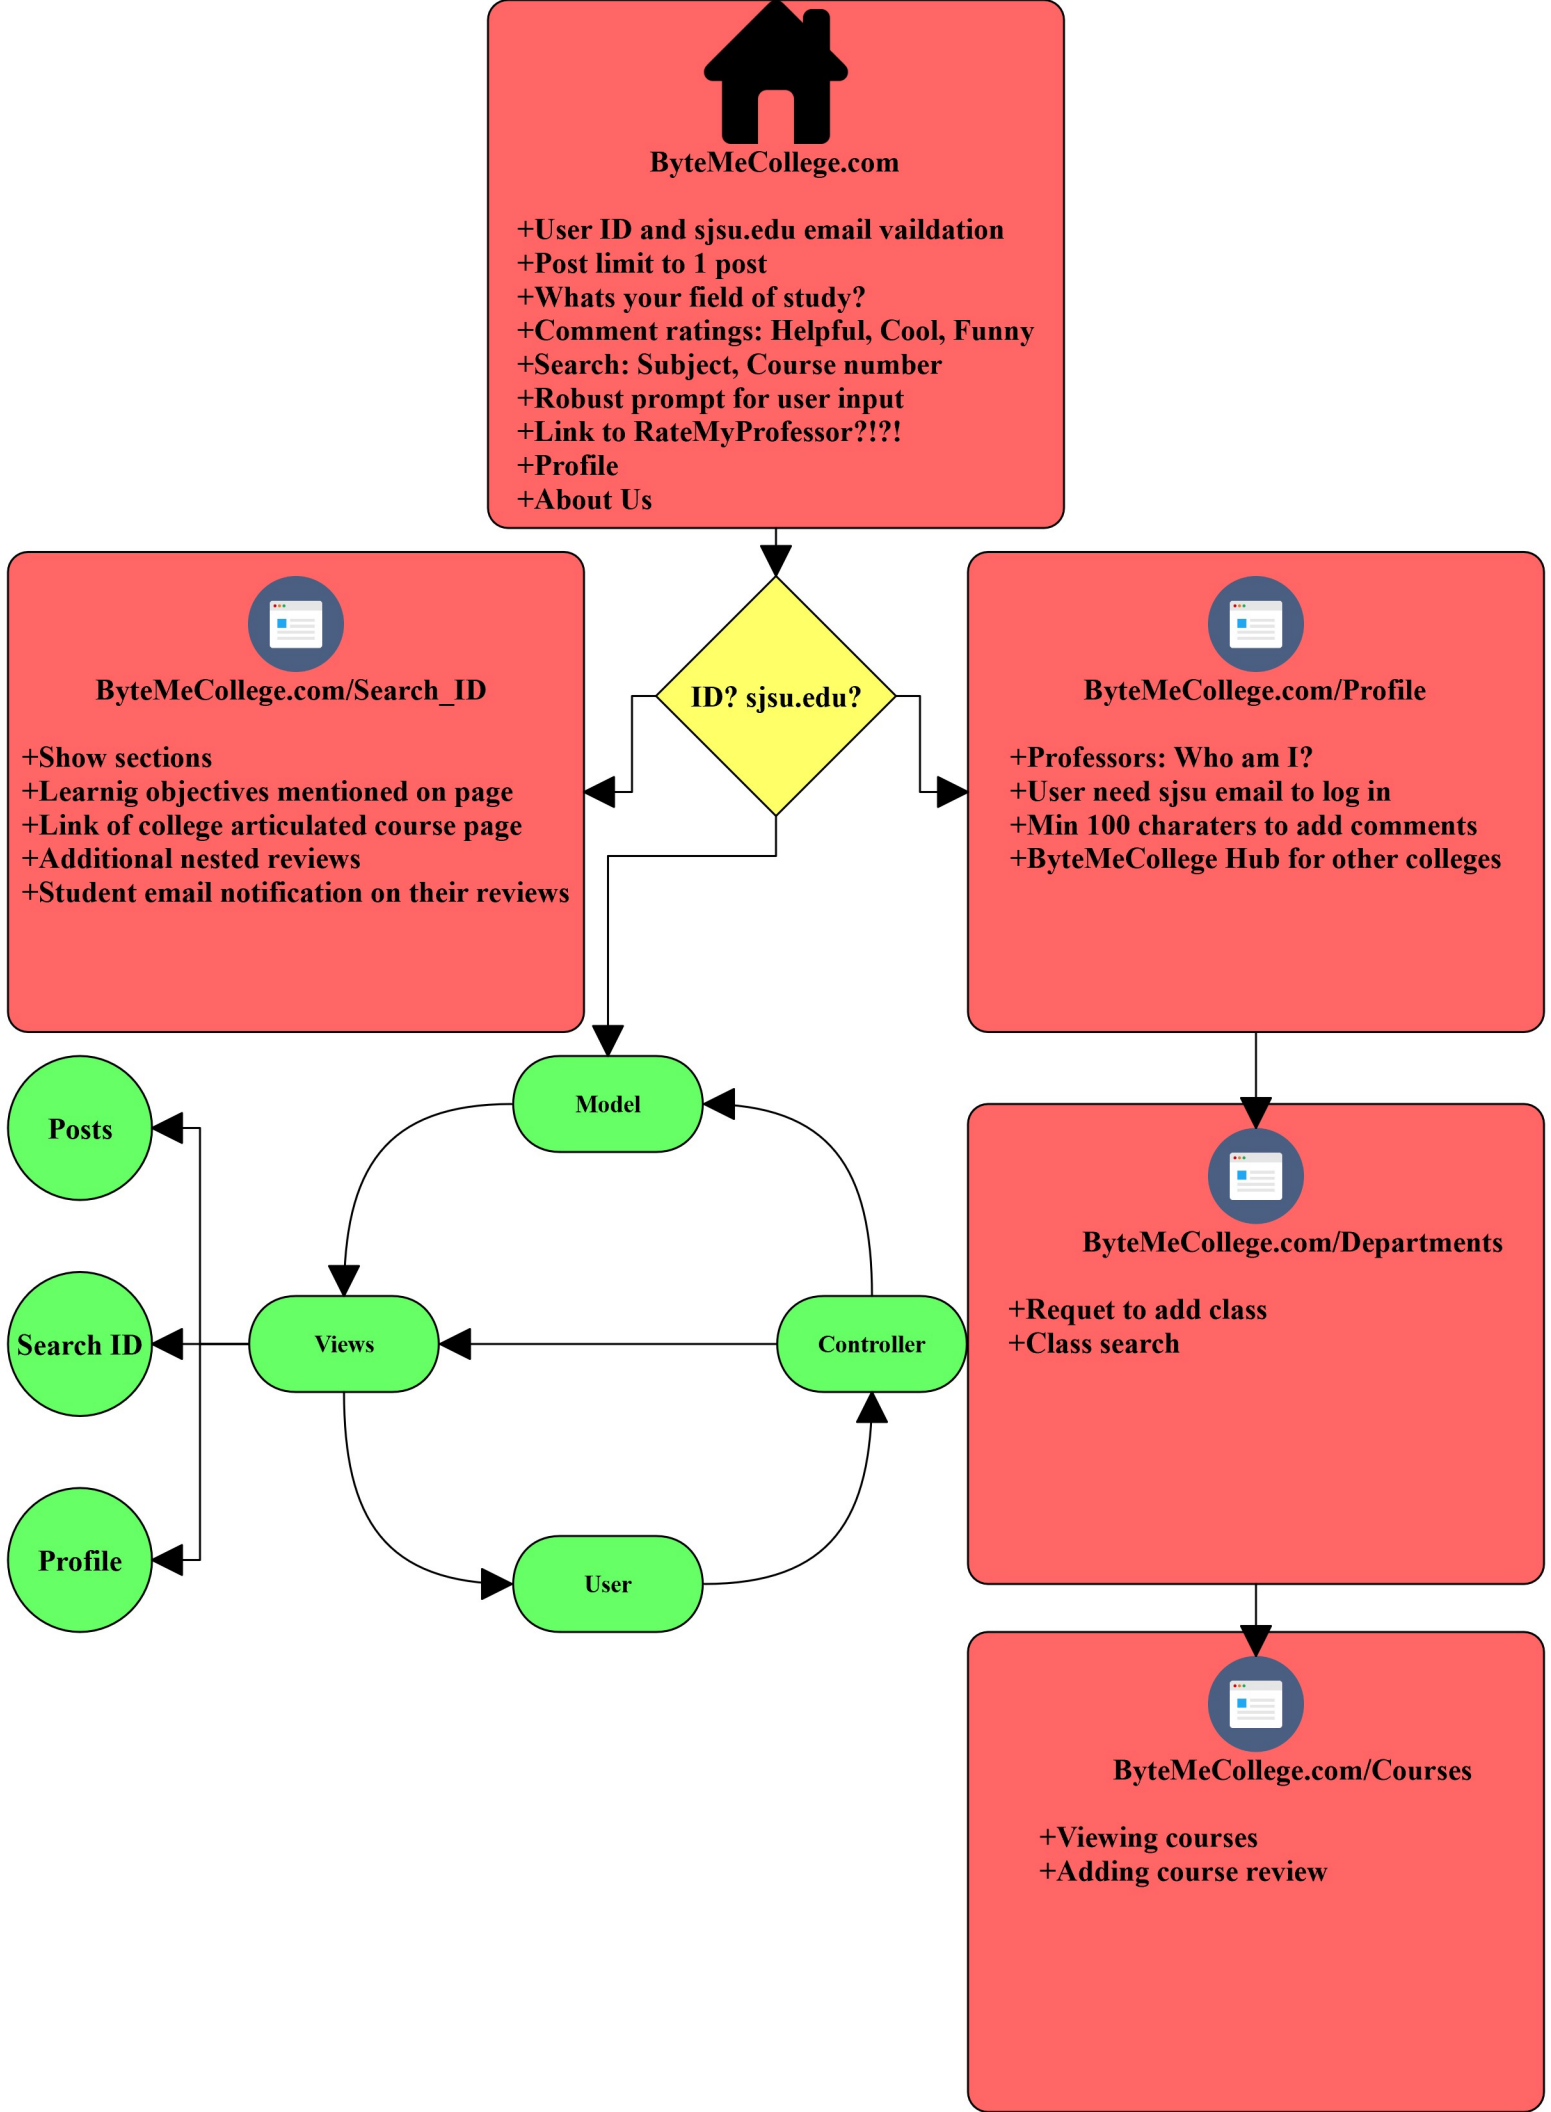 ByteMeCollege.com
+User ID and sjsu.edu email vaildation
+Post limit to 1 post
+Whats your field of study?
+Comment ratings: Helpful, Cool, Funny
+Search: Subject, Course number
+Robust prompt for user input
+Link to RateMyProfessor?!?!
+Profile
+About Us
ID? sjsu.edu?
ByteMeCollege.com/Search_ID
+Show sections
+Learnig objectives mentioned on page
+Link of college articulated course page
+Additional nested reviews
+Student email notification on their reviews
ByteMeCollege.com/Profile
+Professors: Who am I?
+User need sjsu email to log in
+Min 100 charaters to add comments
+ByteMeCollege Hub for other colleges
Model
Posts
Search ID
Views
Controller
Profile
User
ByteMeCollege.com/Departments
+Requet to add class
+Class search
ByteMeCollege.com/Courses
+Viewing courses
+Adding course review